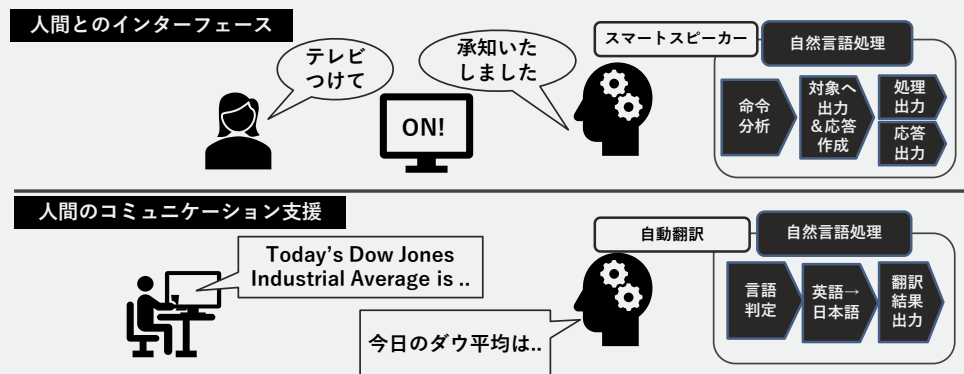 人間とのインターフェース
テレビ
つけて
承知いた
しました
ON!
スマートスピーカー
自然言語処理
命令
分析
対象へ
出力
&応答
作成
処理
出力
応答
出力
人間のコミュニケーション支援
Today's Dow Jones
Industrial Average is ..
今日のダウ平均は..
自動翻訳
自然言語処理
言語
判定
英語→
日本語
翻訳
結果
出力